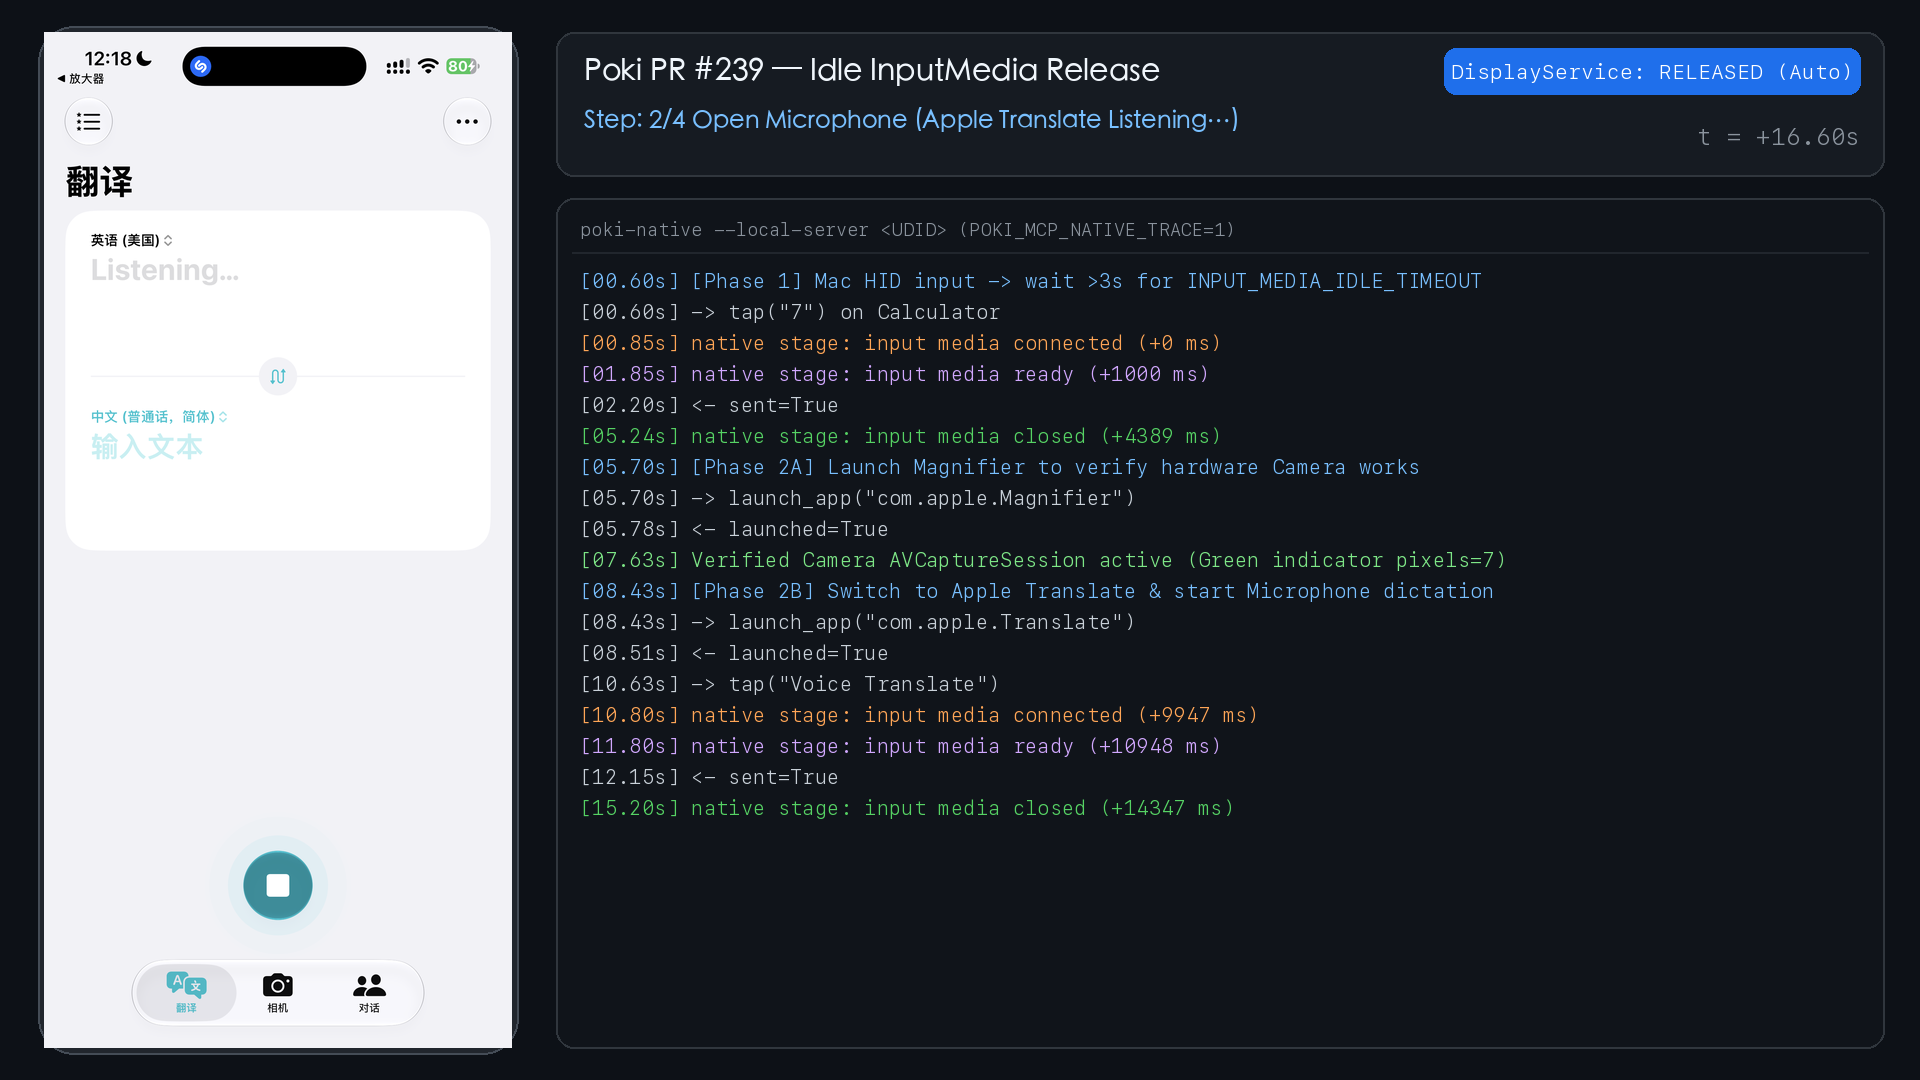 12:18
80
◀ 放大器
翻译
英语 (美国)
Listening...
中文 (普通话，简体)
输入文本
翻译
相机
对话
Poki PR #239 — Idle InputMedia Release
Step: 2/4 Open Microphone (Apple Translate Listening⋯)
DisplayService: RELEASED (Auto)
t = +16.60s
poki-native --local-server <UDID> (POKI_MCP_NATIVE_TRACE=1)
[00.60s] [Phase 1] Mac HID input -> wait >3s for INPUT_MEDIA_IDLE_TIMEOUT
[00.60s] -> tap("7") on Calculator
[00.85s] native stage: input media connected (+0 ms)
[01.85s] native stage: input media ready (+1000 ms)
[02.20s] <- sent=True
[05.24s] native stage: input media closed (+4389 ms)
[05.70s] [Phase 2A] Launch Magnifier to verify hardware Camera works
[05.70s] -> launch_app("com.apple.Magnifier")
[05.78s] <- launched=True
[07.63s] Verified Camera AVCaptureSession active (Green indicator pixels=7)
[08.43s] [Phase 2B] Switch to Apple Translate & start Microphone dictation
[08.43s] -> launch_app("com.apple.Translate")
[08.51s] <- launched=True
[10.63s] -> tap("Voice Translate")
[10.80s] native stage: input media connected (+9947 ms)
[11.80s] native stage: input media ready (+10948 ms)
[12.15s] <- sent=True
[15.20s] native stage: input media closed (+14347 ms)